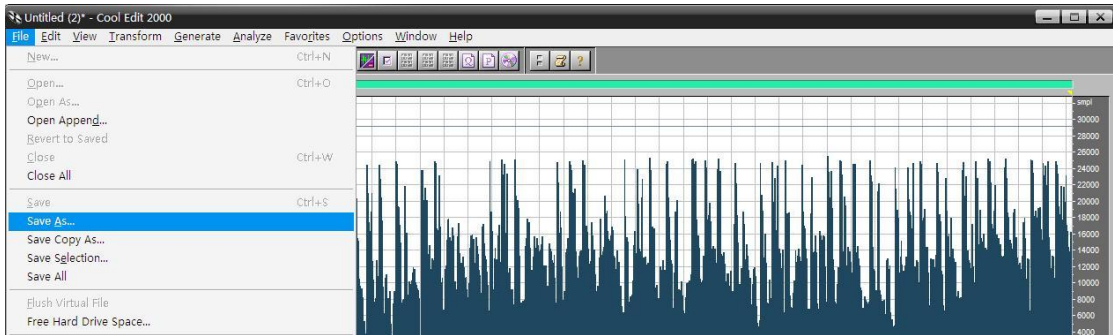 Untitled (2)* - Cool Edit 2000
File Edit View Transform Generate Analyze Favorites Options Window Help
New... Ctrl+N
Open... Ctrl+O
Open As...
Open Append...
Revert to Saved
Close Ctrl+W
Close All
Save Ctrl+S
Save As...
Save Copy As...
Save Selection...
Save All
Flush Virtual File
Free Hard Drive Space...
F ?
smpl
30000
28000
26000
24000
22000
20000
18000
16000
14000
12000
10000
8000
6000
4000